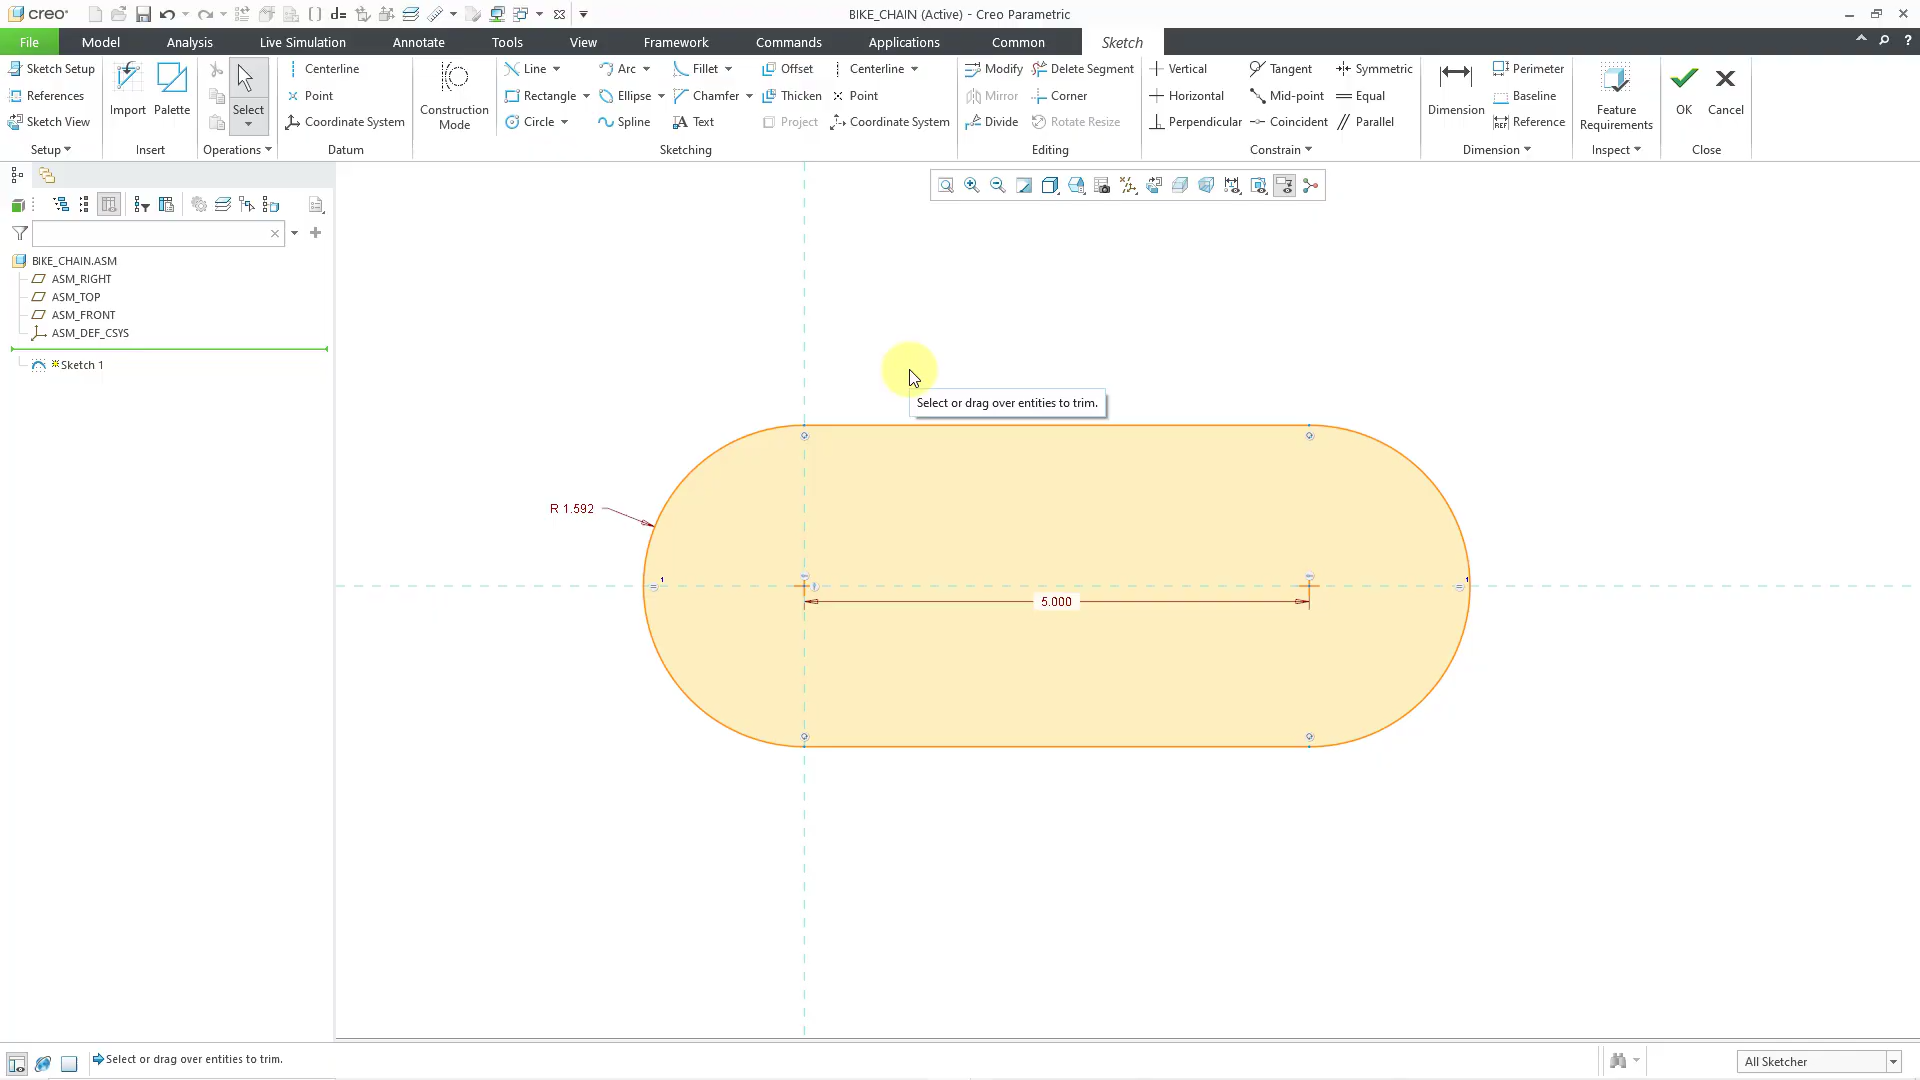 creo
d=
BIKE_CHAIN (Active) - Creo Parametric
File
Model
Analysis
Live Simulation
Annotate
Tools
View
Framework
Commands
Applications
Common
Sketch
?
Sketch Setup
References
Sketch View
Setup
Import
Palette
Insert
Select
Operations
Centerline
Point
Coordinate System
Datum
Construction
Mode
Line
Arc
Fillet
Offset
Centerline
Rectangle
Ellipse
Chamfer
Thicken
Point
Circle
Spline
Text
Project
Coordinate System
Sketching
Modify
Delete Segment
Mirror
Corner
Divide
Rotate Resize
Editing
Vertical
Tangent
Symmetric
Horizontal
Mid-point
Equal
Perpendicular
Coincident
Parallel
Constrain
Dimension
Perimeter
Baseline
Reference
Dimension
Feature
Requirements
Inspect
OK
Cancel
Close
BIKE_CHAIN.ASM
ASM_RIGHT
ASM_TOP
ASM_FRONT
ASM_DEF_CSYS
Sketch 1
Select or drag over entities to trim.
R 1.592
1
1
5.000
Select or drag over entities to trim.
All Sketcher